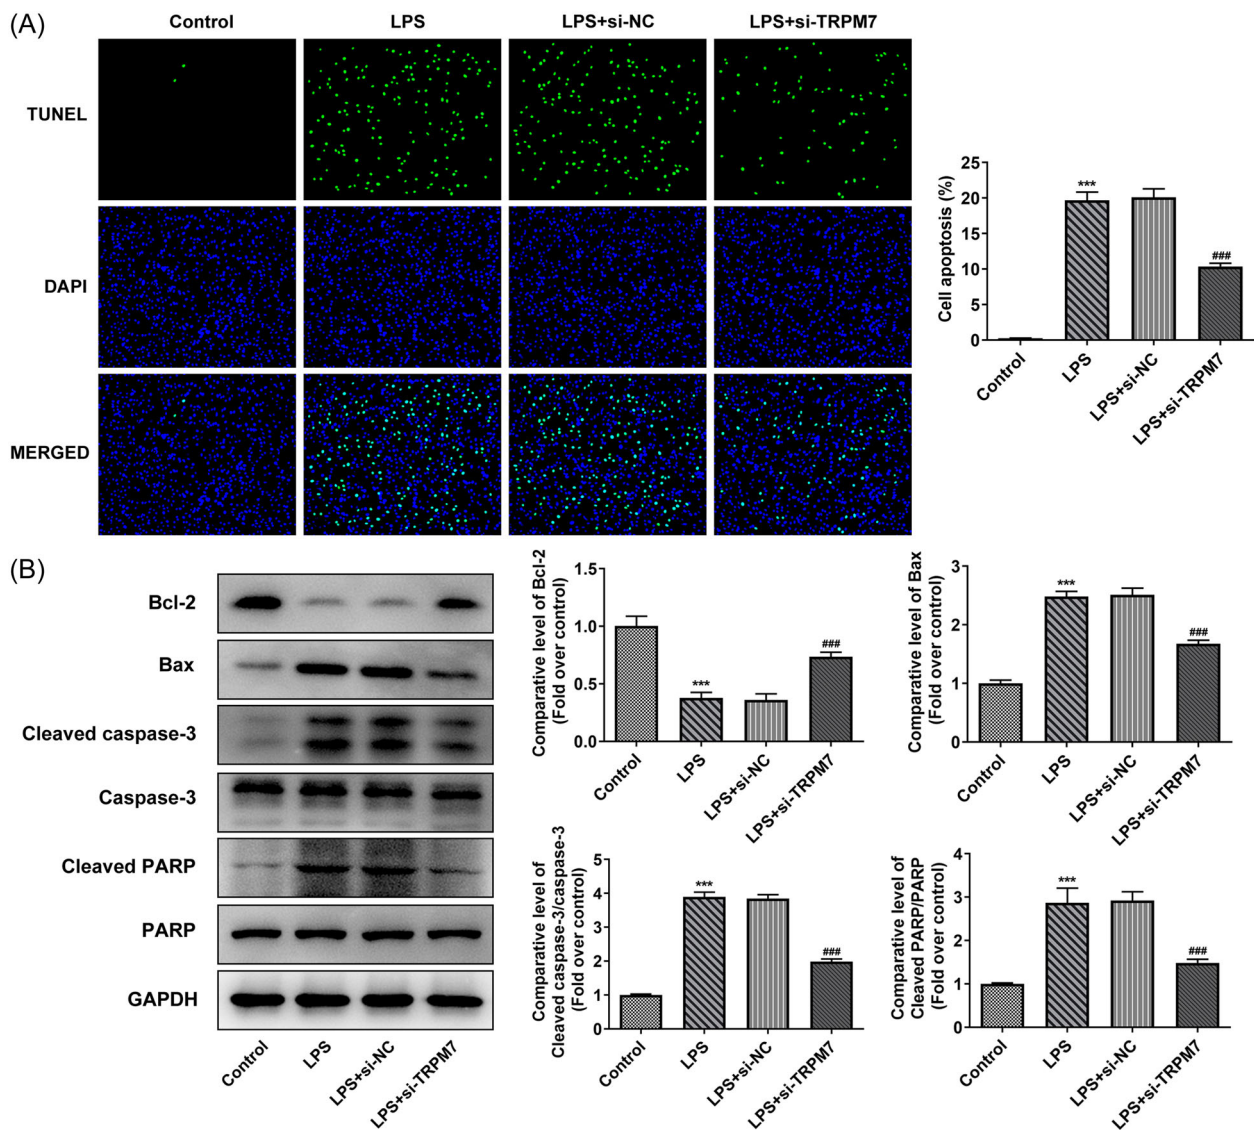 (A)
Control
LPS
LPS+si-NC
LPS+si-TRPM7
TUNEL
DAPI
MERGED
Cell apoptosis (%)
25
20
15
10
5
0
***
###
Control
LPS
LPS+si-NC
LPS+si-TRPM7
(B)
Bcl-2
Bax
Cleaved caspase-3
Caspase-3
Cleaved PARP
PARP
GAPDH
Control
LPS
LPS+si-NC
LPS+si-TRPM7
Comparative level of Bcl-2
(Fold over control)
1.5
1.0
0.5
0.0
***
###
Control
LPS
LPS+si-NC
LPS+si-TRPM7
Comparative level of Bax
(Fold over control)
3
2
1
0
***
###
Control
LPS
LPS+si-NC
LPS+si-TRPM7
Comparative level of
Cleaved caspase-3/caspase-3
(Fold over control)
5
4
3
2
1
0
***
###
Control
LPS
LPS+si-NC
LPS+si-TRPM7
Comparative level of
Cleaved PARP/PARP
(Fold over control)
4
3
2
1
0
***
###
Control
LPS
LPS+si-NC
LPS+si-TRPM7